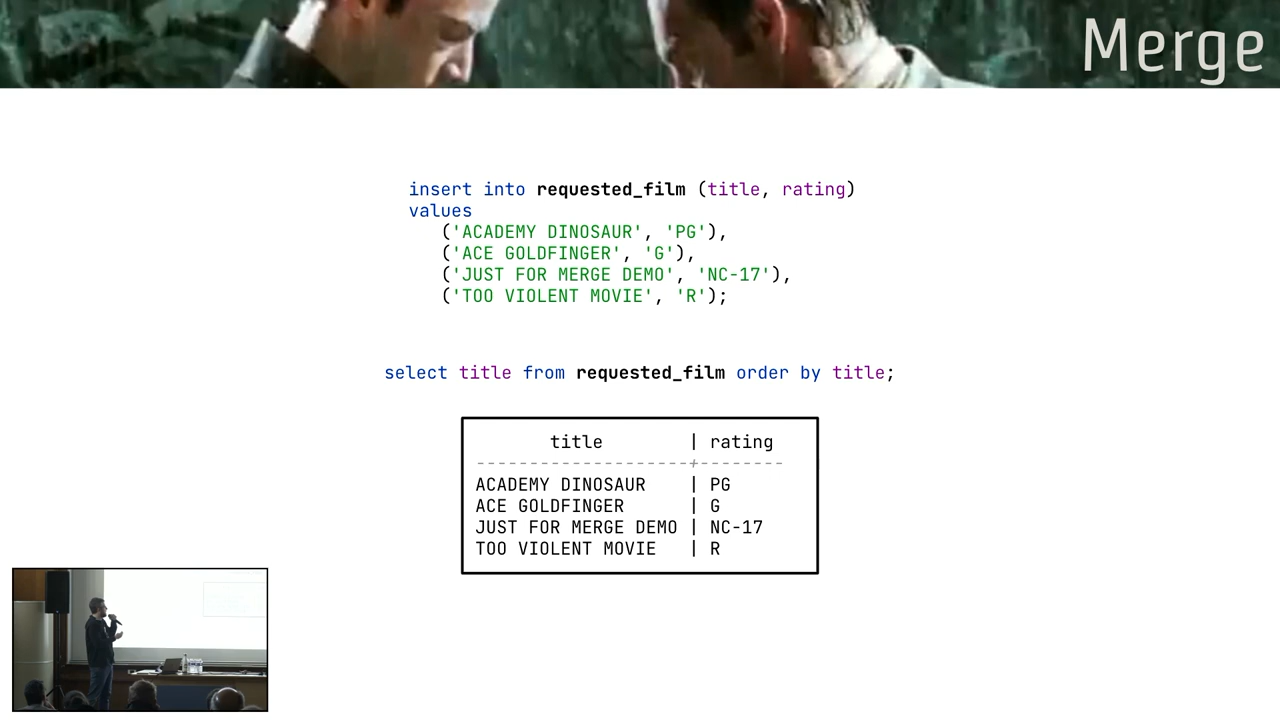 Merge
insert into requested_film (title, rating)
values
('ACADEMY DINOSAUR', 'PG'),
('ACE GOLDFINGER', 'G'),
('JUST FOR MERGE DEMO', 'NC-17'),
('TOO VIOLENT MOVIE', 'R');
select title from requested_film order by title;
title | rating
---------------------+--------
ACADEMY DINOSAUR | PG
ACE GOLDFINGER | G
JUST FOR MERGE DEMO | NC-17
TOO VIOLENT MOVIE | R